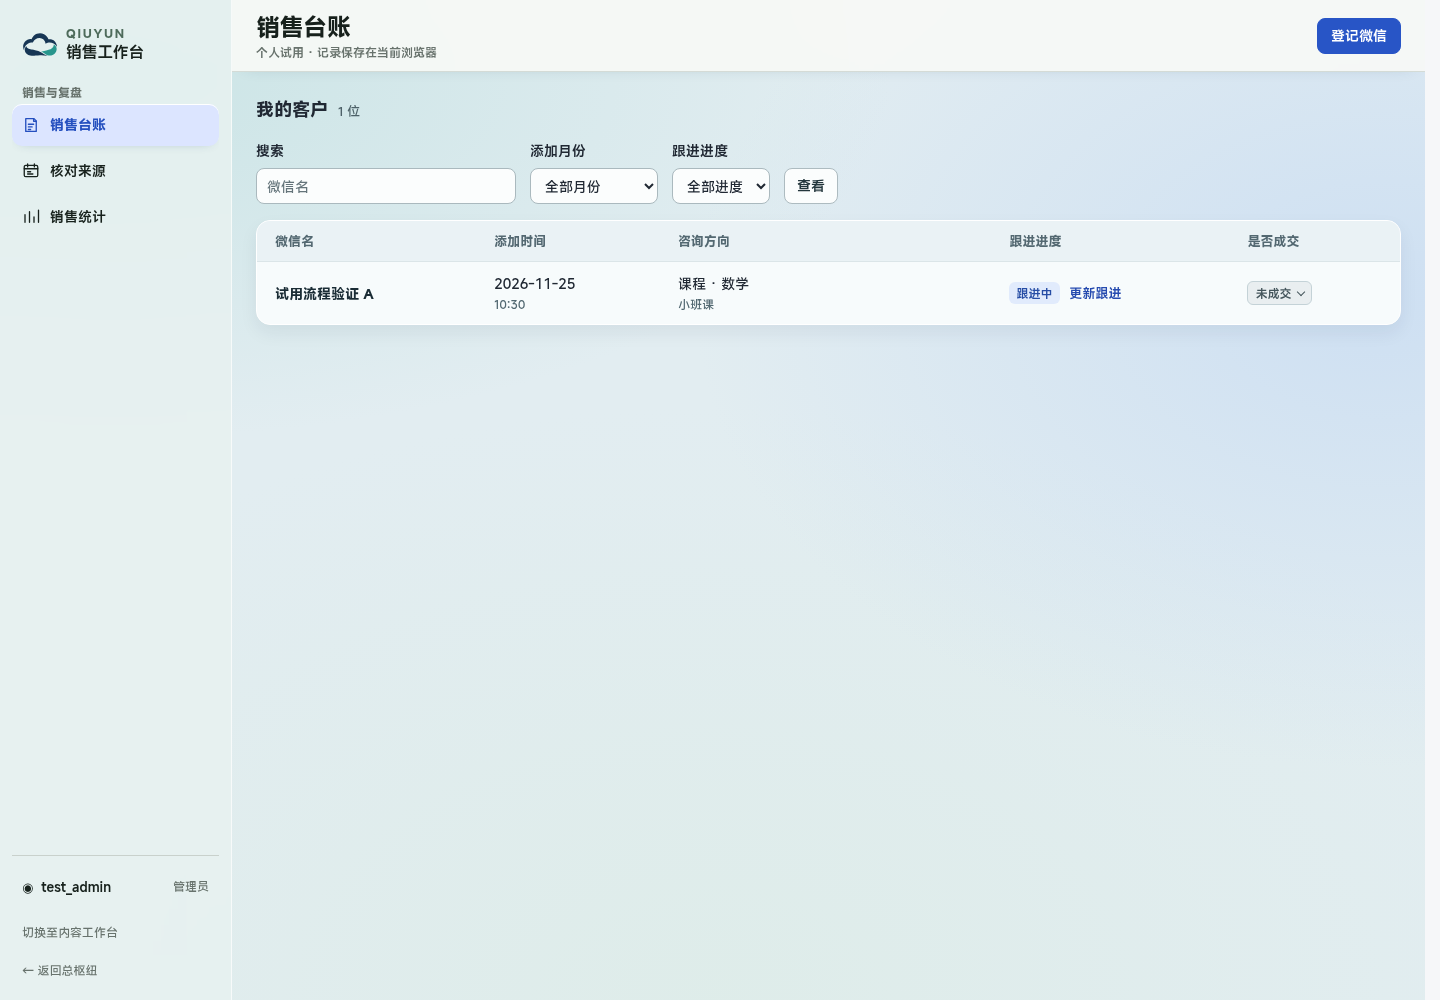 QIUYUN
销售工作台
销售与复盘
销售台账
核对来源
销售统计
test_admin 管理员
切换至内容工作台
← 返回总枢纽
销售台账
个人试用 · 记录保存在当前浏览器
登记微信
我的客户 1 位
搜索 添加月份 跟进进度
微信名 全部月份 全部进度 查看
微信名 添加时间 咨询方向 跟进进度 是否成交
试用流程验证 A 2026-11-25 课程 · 数学 跟进中 更新跟进 未成交
10:30 小班课